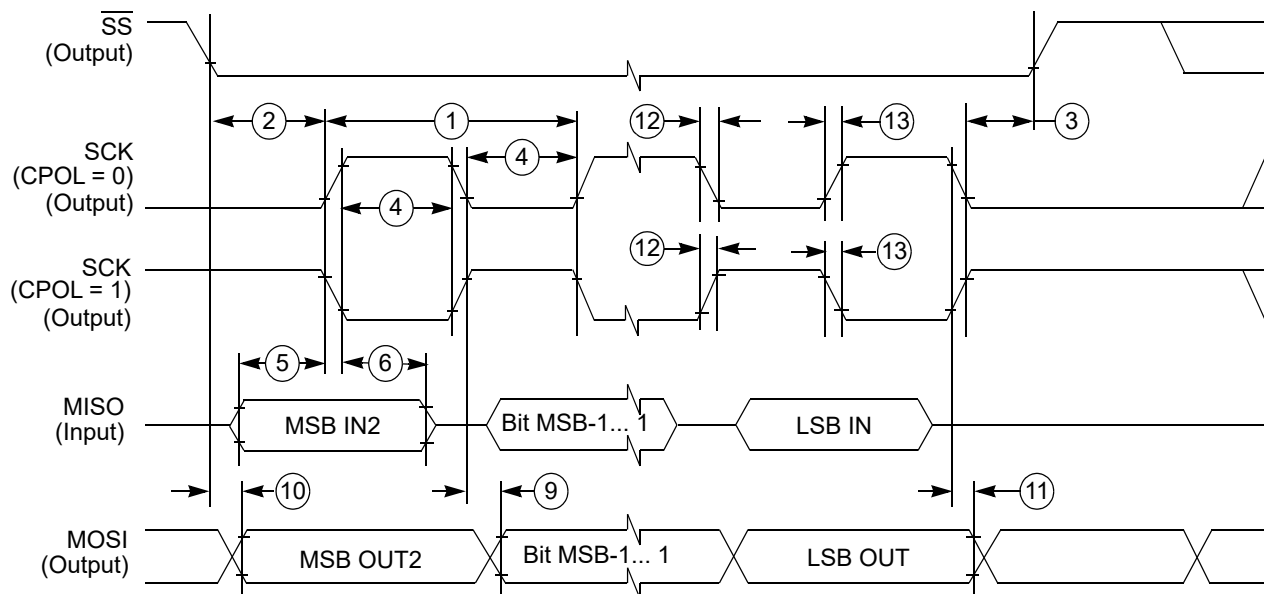 SS
(Output)
2
1
12
13
3
SCK
(CPOL = 0)
(Output)
4
4
12
13
SCK
(CPOL = 1)
(Output)
5
6
MISO
(Input)
MSB IN2
Bit MSB-1... 1
LSB IN
10
9
11
MOSI
(Output)
MSB OUT2
Bit MSB-1... 1
LSB OUT